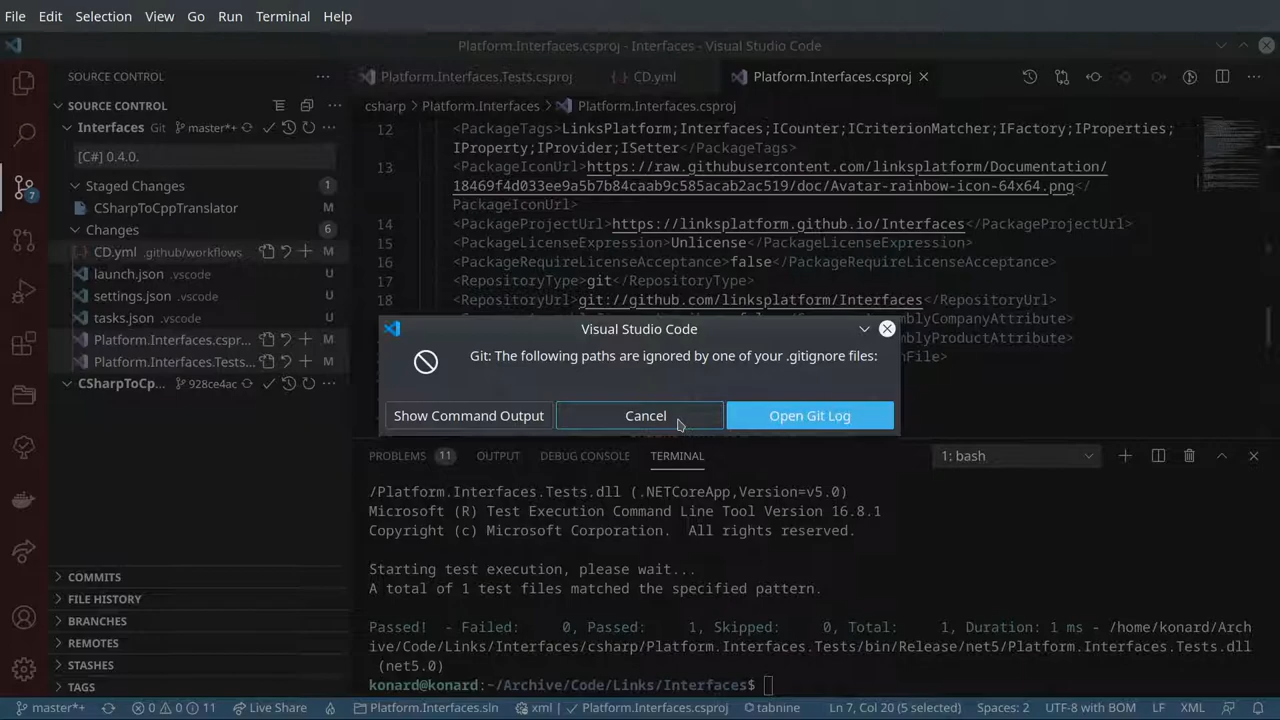 File Edit Selection View Go Run Terminal Help
Platform.Interfaces.csproj - Interfaces - Visual Studio Code
SOURCE CONTROL
Platform.Interfaces.Tests.csproj CD.yml Platform.Interfaces.csproj
SOURCE CONTROL
csharp Platform.Interfaces Platform.Interfaces.csproj
Interfaces Git master*+
[C#] 0.4.0.
Staged Changes 1
CSharpToCppTranslator M
Changes 6
CD.yml .github/workflows M
launch.json .vscode U
settings.json .vscode U
tasks.json .vscode U
Platform.Interfaces.cspr... M
Platform.Interfaces.Tests... M
CSharpToCp... 928ce4ac
7
12 <PackageTags>LinksPlatform;Interfaces;ICounter;ICriterionMatcher;IFactory;IProperties;
IProperty;IProvider;ISetter</PackageTags>
13 <PackageIconUrl>https://raw.githubusercontent.com/linksplatform/Documentation/
18469f4d033ee9a5b7b84caab9c585acab2ac519/doc/Avatar-rainbow-icon-64x64.png</
PackageIconUrl>
14 <PackageProjectUrl>https://linksplatform.github.io/Interfaces</PackageProjectUrl>
15 <PackageLicenseExpression>Unlicense</PackageLicenseExpression>
16 <PackageRequireLicenseAcceptance>false</PackageRequireLicenseAcceptance>
17 <RepositoryType>git</RepositoryType>
18 <RepositoryUrl>git://github.com/linksplatform/Interfaces</RepositoryUrl>
Visual Studio Code
Git: The following paths are ignored by one of your .gitignore files:
Show Command Output Cancel Open Git Log
PROBLEMS 11 OUTPUT DEBUG CONSOLE TERMINAL 1: bash
/Platform.Interfaces.Tests.dll (.NETCoreApp,Version=v5.0)
Microsoft (R) Test Execution Command Line Tool Version 16.8.1
Copyright (c) Microsoft Corporation.  All rights reserved.
Starting test execution, please wait...
A total of 1 test files matched the specified pattern.
Passed!  - Failed:     0, Passed:     1, Skipped:     0, Total:     1, Duration: 1 ms - /home/konard/Arch
ive/Code/Links/Interfaces/csharp/Platform.Interfaces.Tests/bin/Release/net5/Platform.Interfaces.Tests.dll
(net5.0)
konard@konard:~/Archive/Code/Links/Interfaces$
COMMITS
FILE HISTORY
BRANCHES
REMOTES
STASHES
TAGS
master*+ 0 0 11 Live Share Platform.Interfaces.sln xml Platform.Interfaces.csproj tabnine Ln 7, Col 20 (5 selected) Spaces: 2 UTF-8 with BOM LF XML